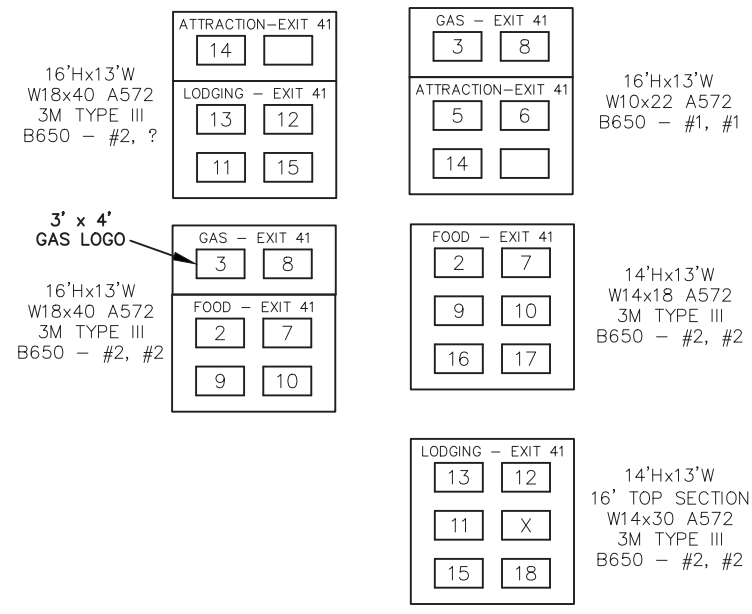 ATTRACTION–EXIT 41
14
LODGING – EXIT 41
13 12
11 15
16'Hx13'W
W18x40 A572
3M TYPE III
B650 – #2, ?
GAS – EXIT 41
3 8
ATTRACTION–EXIT 41
5 6
14
16'Hx13'W
W10x22 A572
B650 – #1, #1
3' x 4'
GAS LOGO
GAS – EXIT 41
3 8
FOOD – EXIT 41
2 7
9 10
16'Hx13'W
W18x40 A572
3M TYPE III
B650 – #2, #2
FOOD – EXIT 41
2 7
9 10
16 17
14'Hx13'W
W14x18 A572
3M TYPE III
B650 – #2, #2
LODGING – EXIT 41
13 12
11 X
15 18
14'Hx13'W
16' TOP SECTION
W14x30 A572
3M TYPE III
B650 – #2, #2